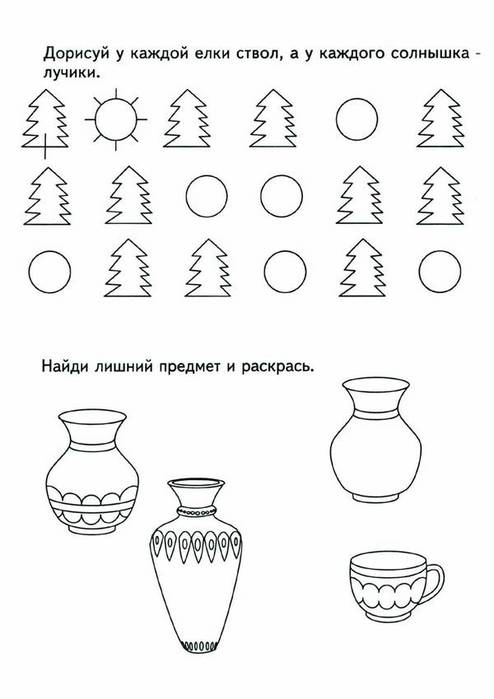 Дорисуй у каждой елки ствол, а у каждого солнышка -
лучики.
Найди лишний предмет и раскрась.